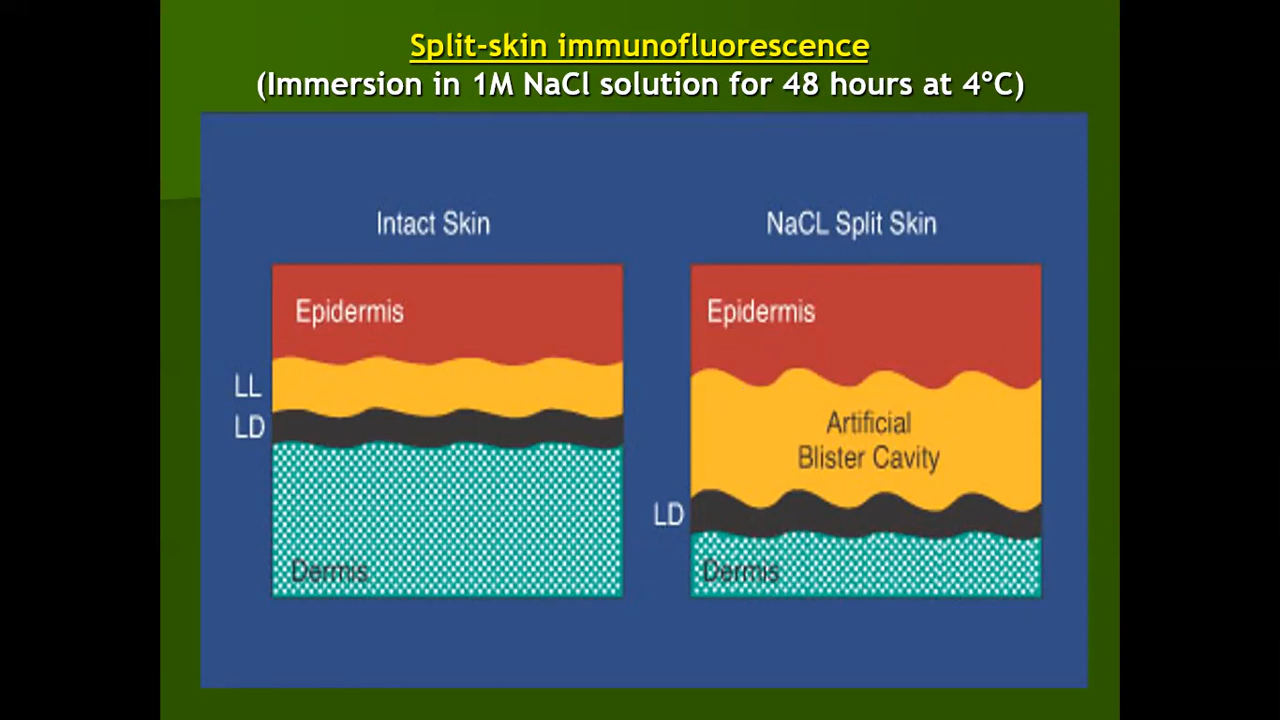 Split-skin immunofluorescence
(Immersion in 1M NaCl solution for 48 hours at 4°C)
Intact Skin
NaCL Split Skin
Epidermis
Epidermis
LL
LD
Artificial
Blister Cavity
LD
Dermis
Dermis